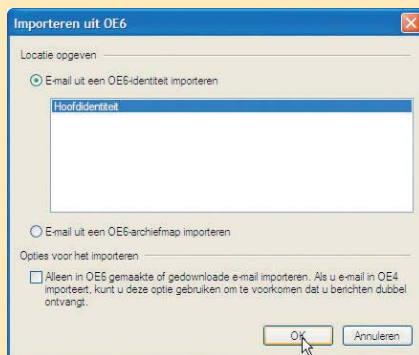 Importeren uit OE6
Locatie opgeven
E-mail uit een OE6-identiteit importeren
Hoofdidentiteit
E-mail uit een OE6-archiefmap importeren
Opties voor het importeren
Alleen in OE6 gemaakte of gedownloade e-mail importeren. Als u e-mail in OE4
importeert, kunt u deze optie gebruiken om te voorkomen dat u berichten dubbel
ontvangt.
OK Annuleren